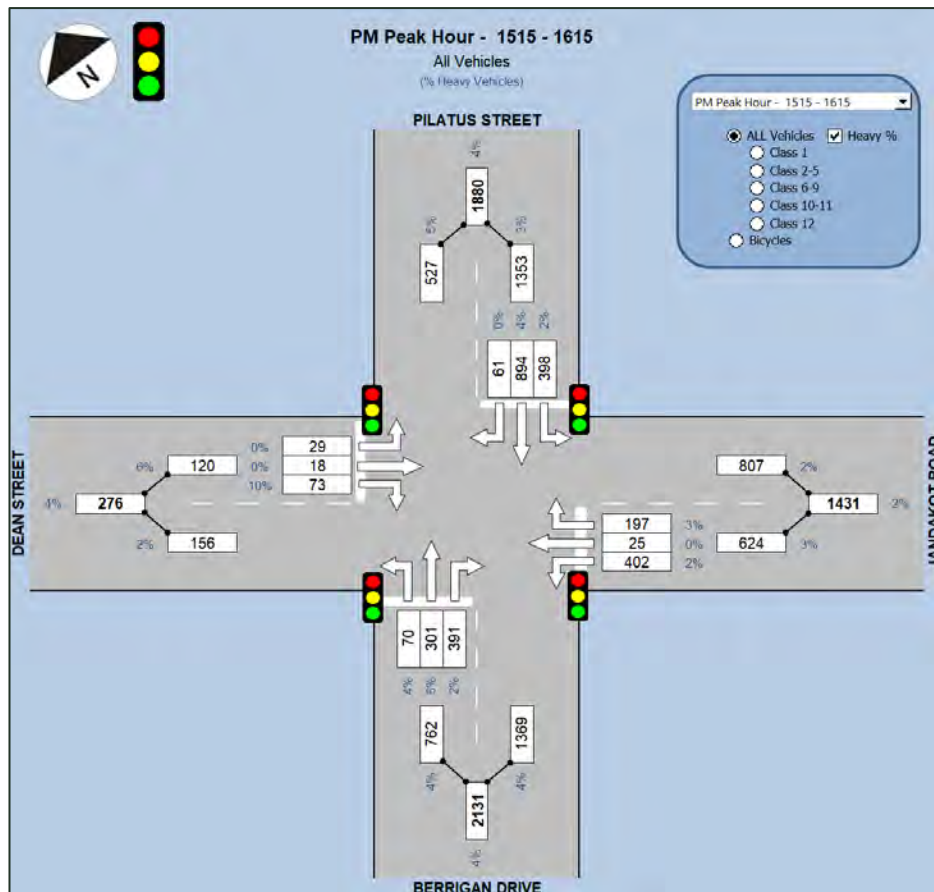 PM Peak Hour - 1515 - 1615
All Vehicles
(% Heavy Vehicles)
N
PM Peak Hour - 1515 - 1615
ALL Vehicles Heavy %
Class 1
Class 2-5
Class 6-9
Class 10-11
Class 12
Bicycles
PILATUS STREET
4%
1880
6% 3%
527 1353
0% 4% 2%
61 894 398
DEAN STREET
JANDAKOT ROAD
0% 29
0% 18
10% 73
6% 120
4% 276
2% 156
807 2%
1431 2%
624 3%
197 3%
25 0%
402 2%
70 301 391
4% 6% 2%
762 1369
4% 4%
2131
4%
BERRIGAN DRIVE